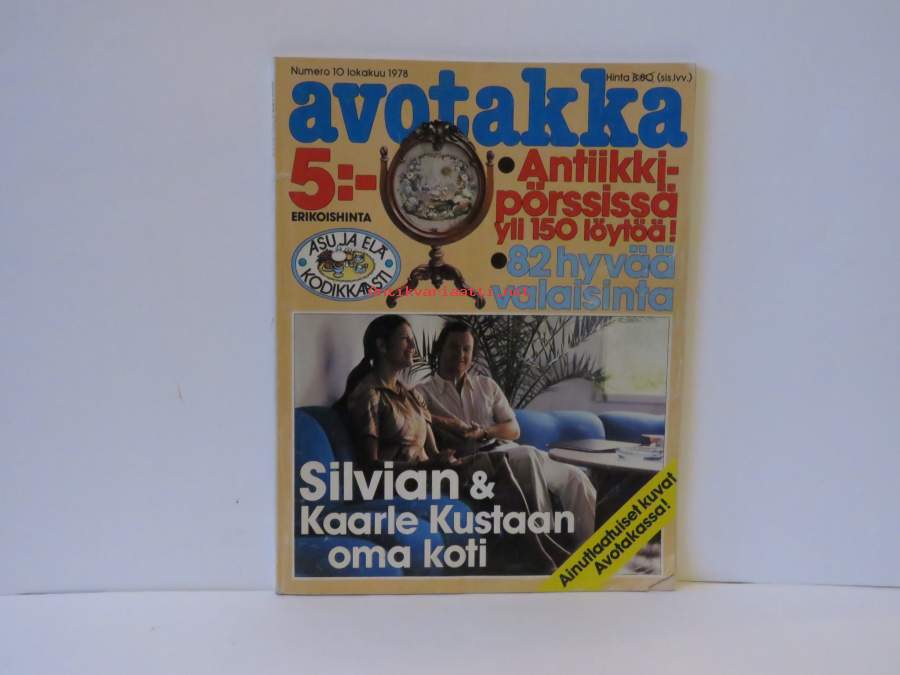 Numero 10 lokakuu 1978
Hinta 8.80 (sis.lvv.)
avotakka
5:-
ERIKOISHINTA
ASU JA ELÄ
KODIKKAASTI
• Antiikki-
pörssissä
yli 150 löytöä!
• 82 hyvää
valaisinta
Silvian &
Kaarle Kustaan
oma koti
Ainutlaatuiset kuvat
Avotakassa!